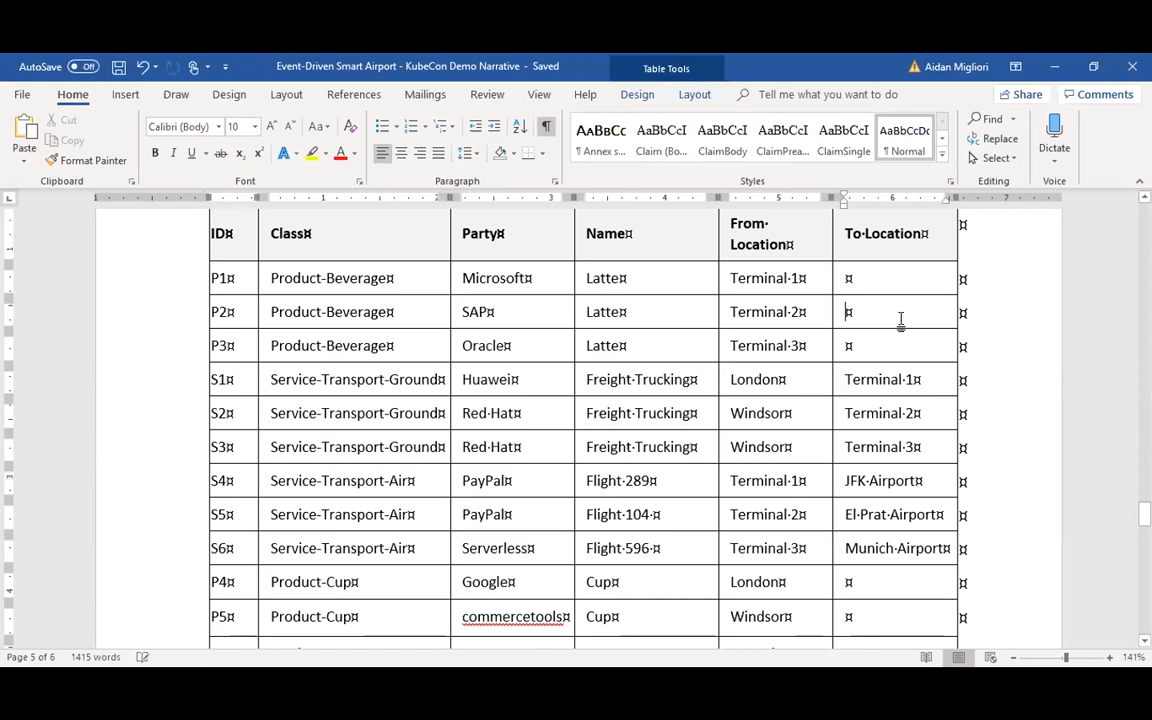 AutoSave Off Event-Driven Smart Airport - KubeCon Demo Narrative - Saved Table Tools Aidan Migliori
File Home Insert Draw Design Layout References Mailings Review View Help Design Layout Tell me what you want to do Share Comments
Paste
Cut
Copy
Format Painter
Clipboard
Calibri (Body) 10
Font
Paragraph
AaBbCc ¶ Annex s...
AaBbCcI Claim (Bo...
AaBbCcI ClaimBody
AaBbCcI ClaimPrea...
AaBbCcI ClaimSingle
AaBbCcDc ¶ Normal
Styles
Find
Replace
Select
Editing
Dictate
Voice
1 1 2 3 4 5 6 7
ID¤ Class¤ Party¤ Name¤ From· Location¤ To·Location¤ ¤
P1¤ Product-Beverage¤ Microsoft¤ Latte¤ Terminal·1¤ ¤ ¤
P2¤ Product-Beverage¤ SAP¤ Latte¤ Terminal·2¤ ¤ ¤
P3¤ Product-Beverage¤ Oracle¤ Latte¤ Terminal·3¤ ¤ ¤
S1¤ Service-Transport-Ground¤ Huawei¤ Freight·Trucking¤ London¤ Terminal·1¤ ¤
S2¤ Service-Transport-Ground¤ Red·Hat¤ Freight·Trucking¤ Windsor¤ Terminal·2¤ ¤
S3¤ Service-Transport-Ground¤ Red·Hat¤ Freight·Trucking¤ Windsor¤ Terminal·3¤ ¤
S4¤ Service-Transport-Air¤ PayPal¤ Flight·289¤ Terminal·1¤ JFK·Airport¤ ¤
S5¤ Service-Transport-Air¤ PayPal¤ Flight·104·¤ Terminal·2¤ El·Prat·Airport¤ ¤
S6¤ Service-Transport-Air¤ Serverless¤ Flight·596·¤ Terminal·3¤ Munich·Airport¤ ¤
P4¤ Product-Cup¤ Google¤ Cup¤ London¤ ¤ ¤
P5¤ Product-Cup¤ commercetools¤ Cup¤ Windsor¤ ¤ ¤
Page 5 of 6 1415 words 141%